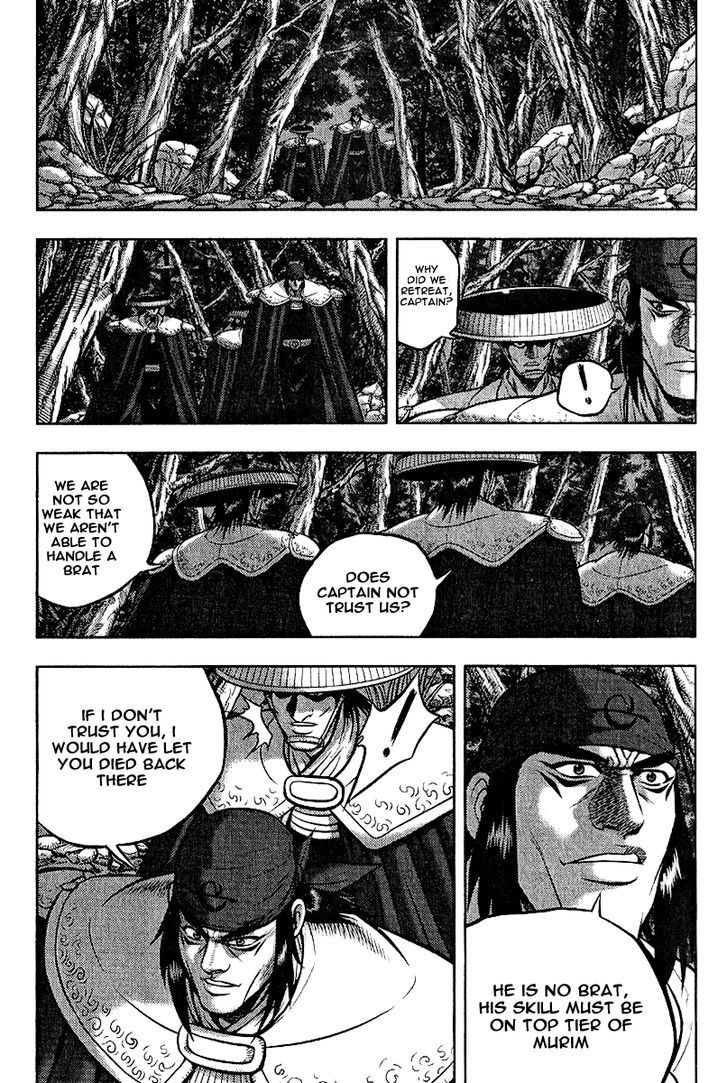 WHY
DID WE
RETREAT,
CAPTAIN?
!
WE ARE
NOT SO
WEAK THAT
WE AREN'T
ABLE TO
HANDLE A
BRAT
DOES
CAPTAIN NOT
TRUST US?
IF I DON'T
TRUST YOU, I
WOULD HAVE LET
YOU DIED BACK
THERE
!
HE IS NO BRAT,
HIS SKILL MUST BE
ON TOP TIER OF
MURIM